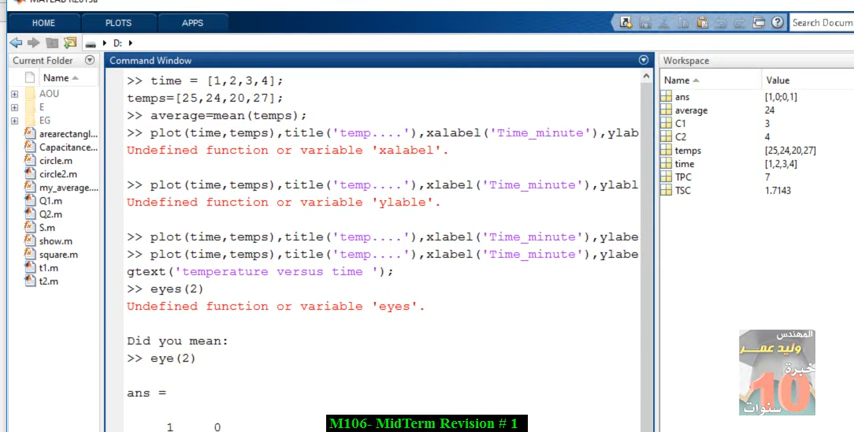 HOME PLOTS APPS
Search Docum
D:
Current Folder
Name
AOU
E
EG
arearectangl...
Capacitance...
circle.m
circle2.m
my_average....
Q1.m
Q2.m
S.m
show.m
square.m
t1.m
t2.m
Command Window
>> time = [1,2,3,4];
temps=[25,24,20,27];
>> average=mean(temps);
>> plot(time,temps),title('temp....'),xalabel('Time_minute'),ylab
Undefined function or variable 'xalabel'.
>> plot(time,temps),title('temp....'),xlabel('Time_minute'),ylabl
Undefined function or variable 'ylable'.
>> plot(time,temps),title('temp....'),xlabel('Time_minute'),ylabe
>> plot(time,temps),title('temp....'),xlabel('Time_minute'),ylabe
gtext('temperature versus time ');
>> eyes(2)
Undefined function or variable 'eyes'.
Did you mean:
>> eye(2)
ans =
1 0
Workspace
Name Value
ans [1,0;0,1]
average 24
C1 3
C2 4
temps [25,24,20,27]
time [1,2,3,4]
TPC 7
TSC 1.7143
المهندس
وليد عمر
خبرة
10
سنوات
M106- MidTerm Revision # 1